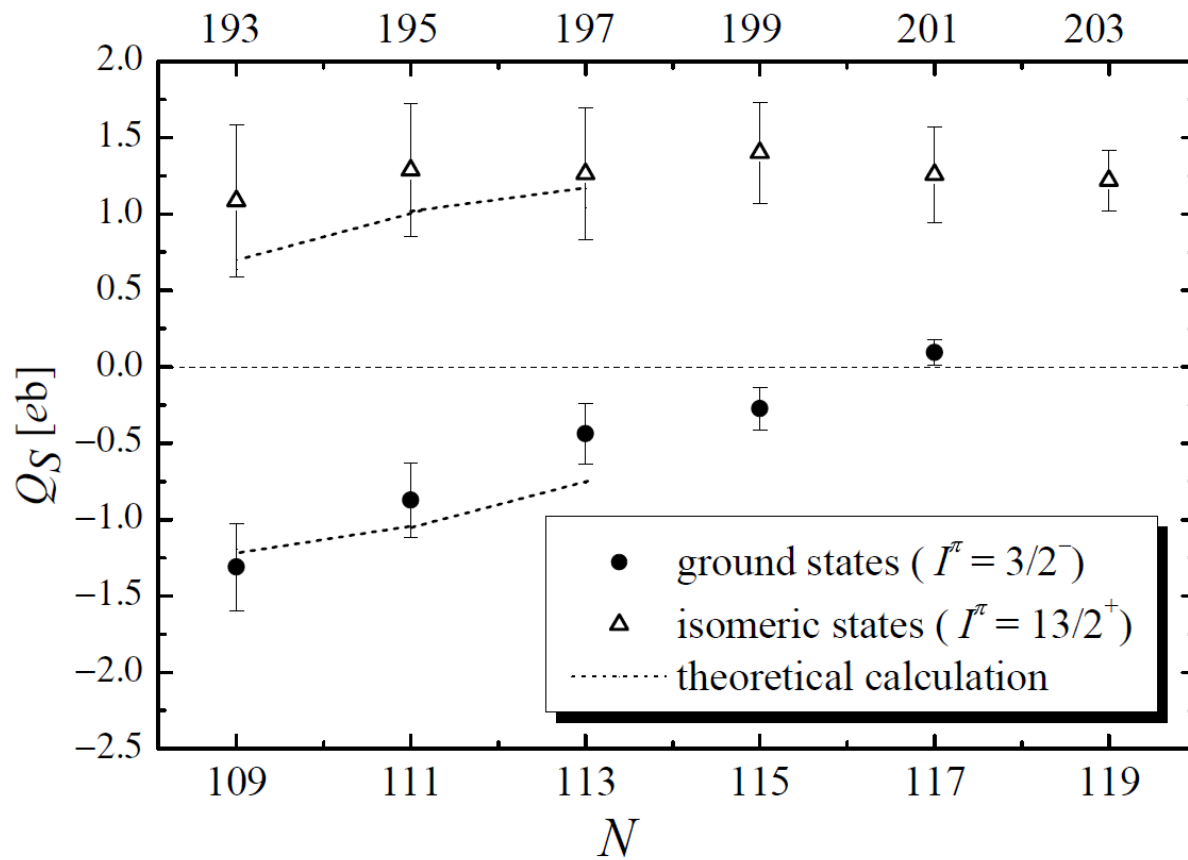 193 195 197 199 201 203
2.0
1.5
1.0
0.5
0.0
−0.5
−1.0
−1.5
−2.0
−2.5
Q_S [eb]
ground states ( I^π = 3/2⁻)
isomeric states ( I^π = 13/2⁺)
theoretical calculation
109 111 113 115 117 119
N